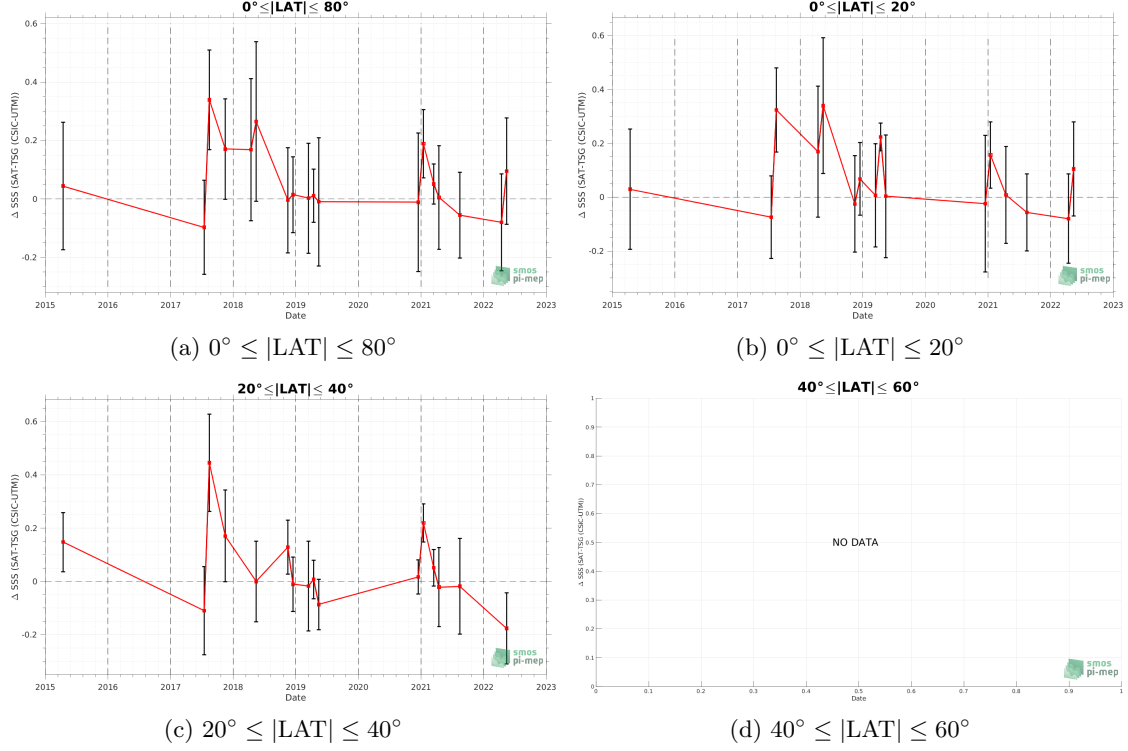 0°≤|LAT|≤ 80°
Δ SSS (SAT-TSG (CSIC-UTM))
0.6
0.4
0.2
0
-0.2
2015 2016 2017 2018 2019 2020 2021 2022 2023
Date
smos
pi-mep
(a) 0° ≤ |LAT| ≤ 80°
0°≤|LAT|≤ 20°
Δ SSS (SAT-TSG (CSIC-UTM))
0.6
0.4
0.2
0
-0.2
2015 2016 2017 2018 2019 2020 2021 2022 2023
Date
smos
pi-mep
(b) 0° ≤ |LAT| ≤ 20°
20°≤|LAT|≤ 40°
Δ SSS (SAT-TSG (CSIC-UTM))
0.6
0.4
0.2
0
-0.2
2015 2016 2017 2018 2019 2020 2021 2022 2023
Date
smos
pi-mep
(c) 20° ≤ |LAT| ≤ 40°
40°≤|LAT|≤ 60°
Δ SSS (SAT-TSG (CSIC-UTM))
1
0.9
0.8
0.7
0.6
0.5
0.4
0.3
0.2
0.1
0
NO DATA
0 0.1 0.2 0.3 0.4 0.5 0.6 0.7 0.8 0.9 1
Date
smos
pi-mep
(d) 40° ≤ |LAT| ≤ 60°